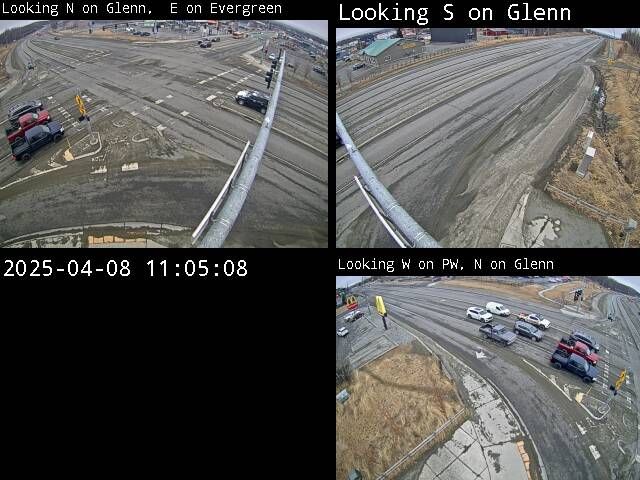 Looking N on Glenn,  E on Evergreen
Looking S on Glenn
2025-04-08 11:05:08
Looking W on PW, N on Glenn